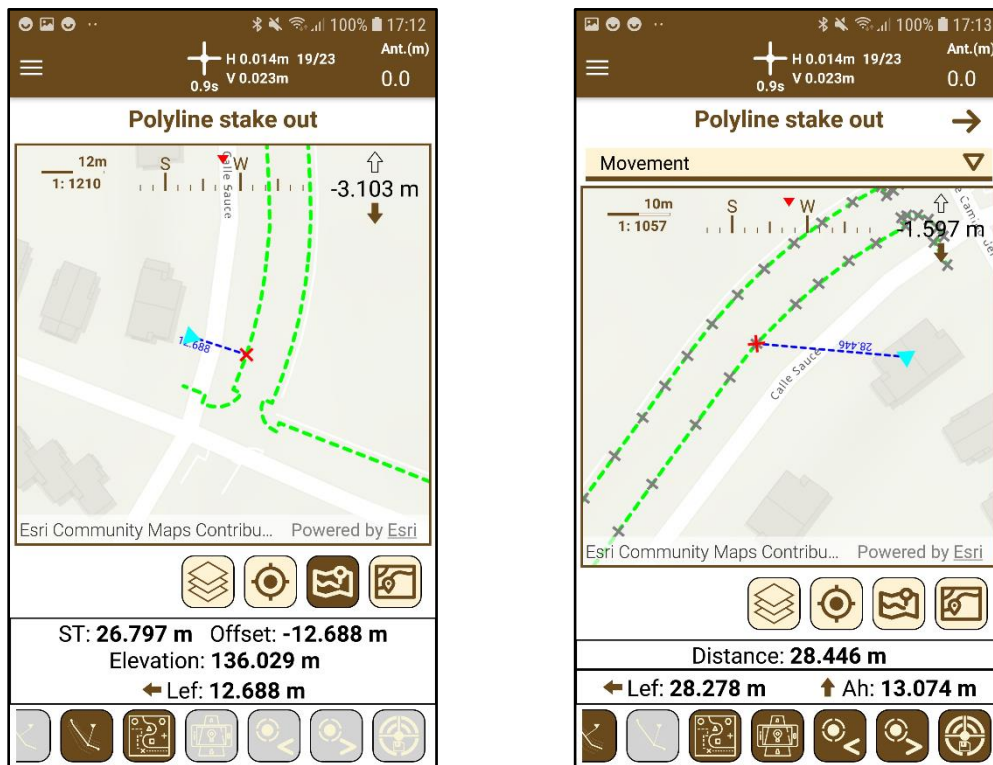 100% 17:12
H 0.014m 19/23
V 0.023m
0.9s
Ant.(m)
0.0
Polyline stake out
12m
1: 1210
S W
-3.103 m
Calle Sauce
12.688
Esri Community Maps Contribu... Powered by Esri
ST: 26.797 m Offset: -12.688 m
Elevation: 136.029 m
Lef: 12.688 m
100% 17:13
H 0.014m 19/23
V 0.023m
0.9s
Ant.(m)
0.0
Polyline stake out
Movement
10m
1: 1057
S W
-1.597 m
28.446
Calle Sauce
Esri Community Maps Contribu... Powered by Esri
Distance: 28.446 m
Lef: 28.278 m Ah: 13.074 m